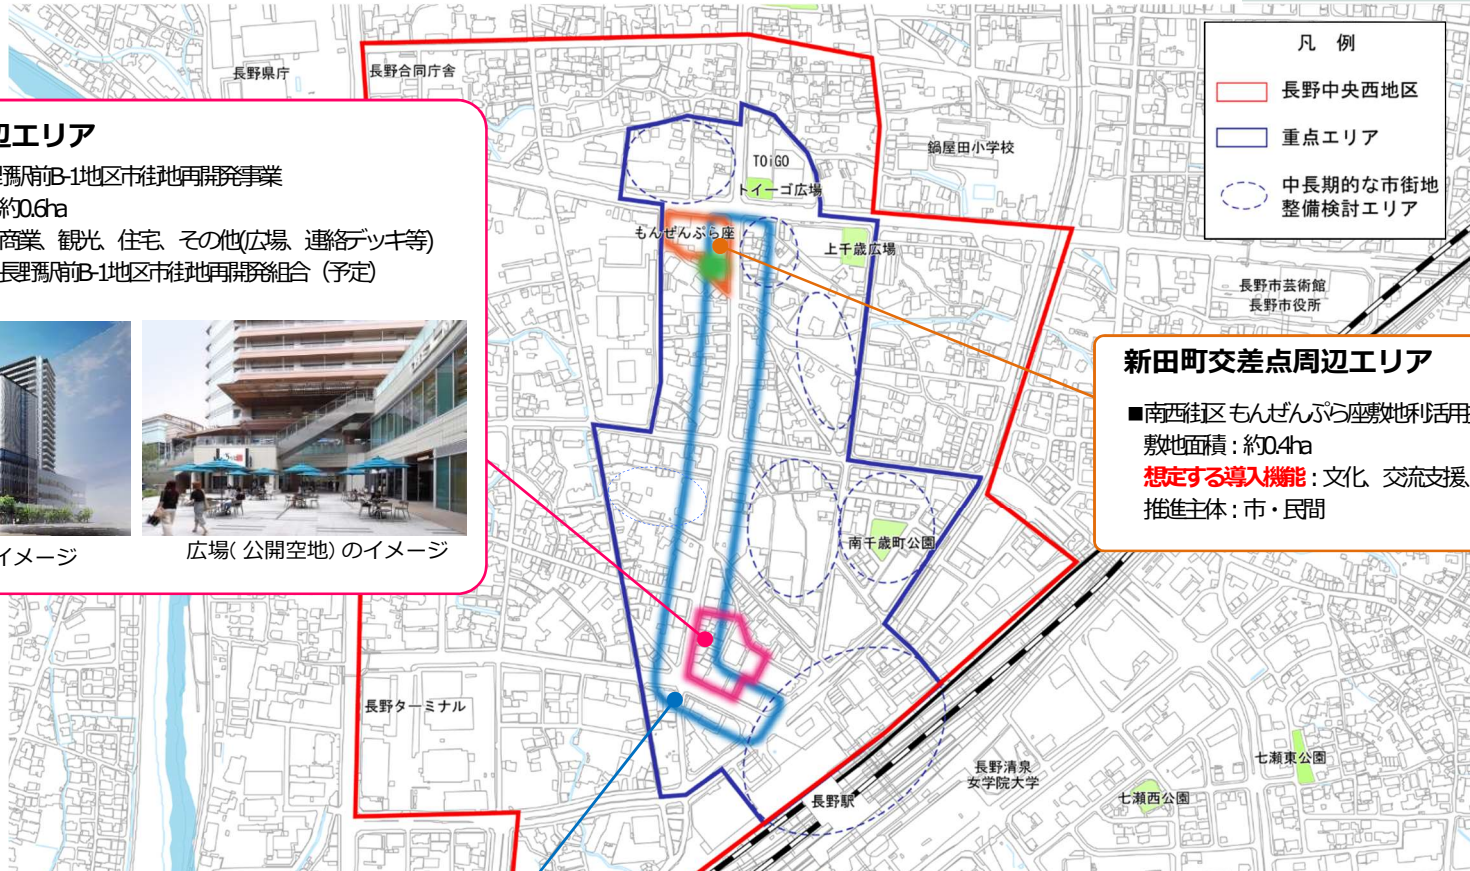 凡 例
長野中央西地区
重点エリア
中長期的な市街地
整備検討エリア
長野県庁
長野合同庁舎
鍋屋田小学校
TOiGO
トイーゴ広場
もんぜんぷら座
上千歳広場
長野市芸術館
長野市役所
辺エリア
長野駅前B-1地区市街地再開発事業
約0.6ha
商業、観光、住宅、その他(広場、連絡デッキ等)
長野駅前B-1地区市街地再開発組合(予定)
イメージ
広場(公開空地)のイメージ
新田町交差点周辺エリア
■南西街区 もんぜんぷら座敷地利活用
敷地面積：約0.4ha
想定する導入機能：文化、交流支援、
推進主体：市・民間
南千歳町公園
長野ターミナル
長野駅
長野清泉
女学院大学
七瀬東公園
七瀬西公園